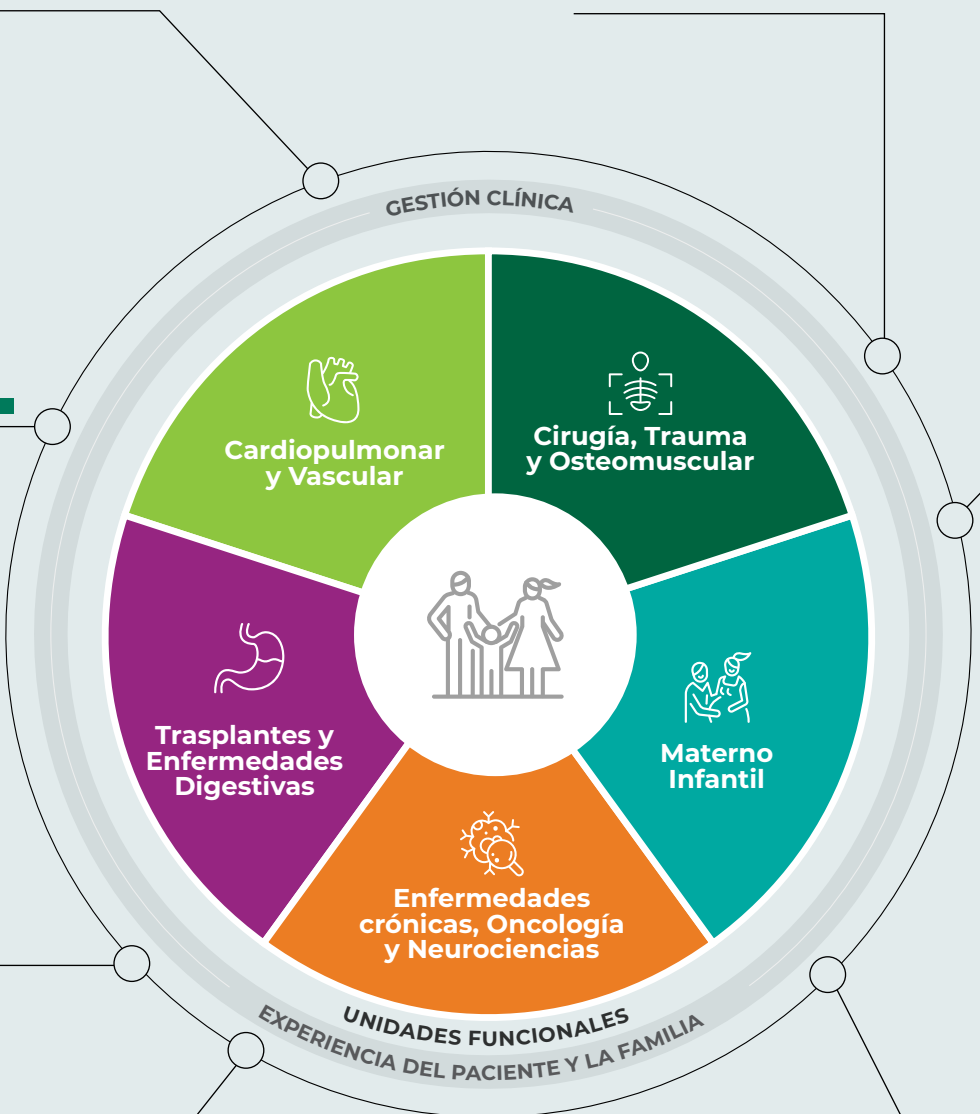 GESTIÓN CLÍNICA
Cardiopulmonar
y Vascular
Cirugía, Trauma
y Osteomuscular
Trasplantes y
Enfermedades
Digestivas
Materno
Infantil
Enfermedades
crónicas, Oncología
y Neurociencias
UNIDADES FUNCIONALES
EXPERIENCIA DEL PACIENTE Y LA FAMILIA